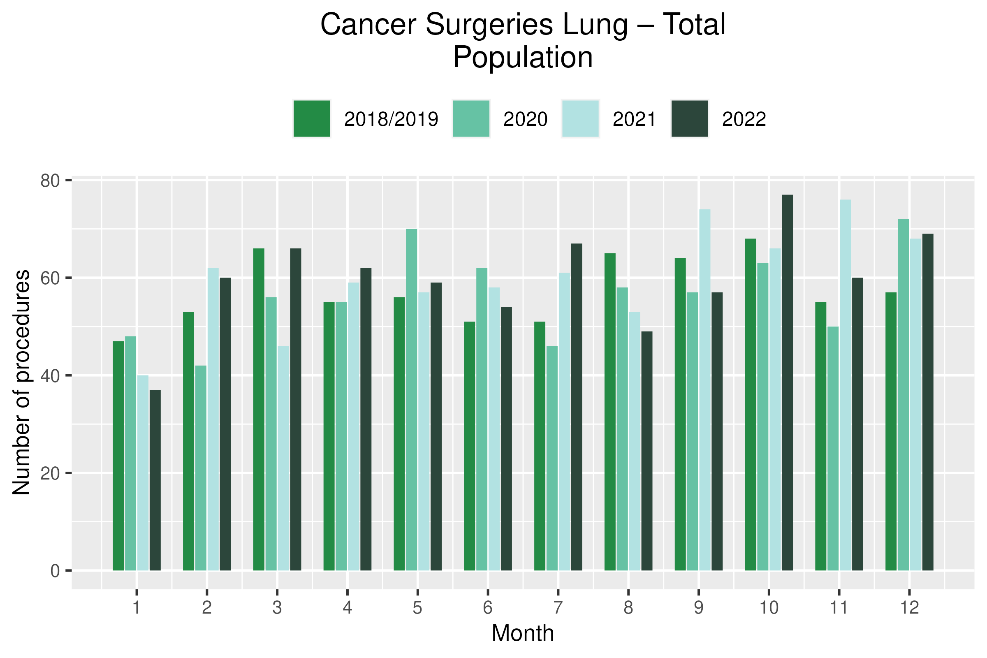 Cancer Surgeries Lung – Total
Population
2018/2019 2020 2021 2022
Number of procedures
80
60
40
20
0
1 2 3 4 5 6 7 8 9 10 11 12
Month